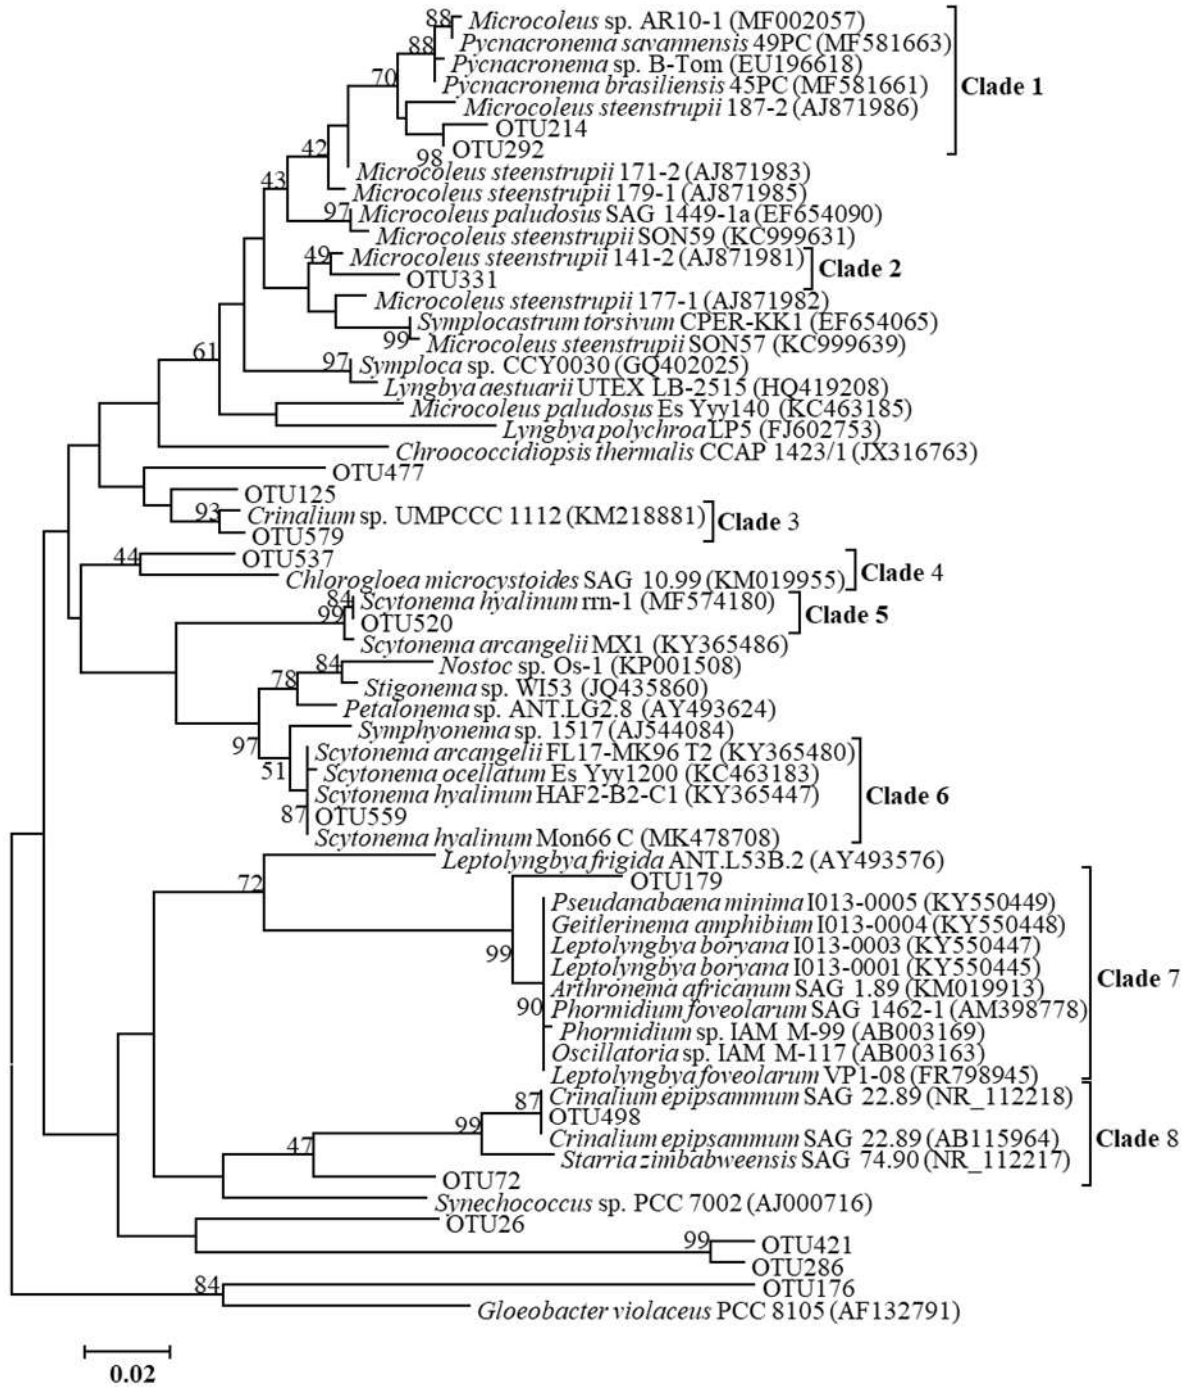 88 Microcoleus sp. AR10-1 (MF002057)
Pycnacronema savannensis 49PC (MF581663)
88
Pycnacronema sp. B-Tom (EU196618)
70
Pycnacronema brasiliensis 45PC (MF581661)
Clade 1
Microcoleus steenstrupii 187-2 (AJ871986)
OTU214
42
OTU292
98
Microcoleus steenstrupii 171-2 (AJ871983)
43
Microcoleus steenstrupii 179-1 (AJ871985)
97 Microcoleus paludosus SAG 1449-1a (EF654090)
Microcoleus steenstrupii SON59 (KC999631)
49 Microcoleus steenstrupii 141-2 (AJ871981)
Clade 2
OTU331
Microcoleus steenstrupii 177-1 (AJ871982)
Symplocastrum torsivum CPER-KK1 (EF654065)
99
Microcoleus steenstrupii SON57 (KC999639)
61
97 Symploca sp. CCY0030 (GQ402025)
Lyngbya aestuarii UTEX LB-2515 (HQ419208)
Microcoleus paludosus Es Yyy140 (KC463185)
Lyngbya polychroa LP5 (FJ602753)
Chroococcidiopsis thermalis CCAP 1423/1 (JX316763)
OTU477
OTU125
93 Crinalium sp. UMPCCC 1112 (KM218881)
Clade 3
OTU579
44 OTU537
Chlorogloea microcystoides SAG 10.99 (KM019955)
Clade 4
84 Scytonema hyalinum rrn-1 (MF574180)
99 OTU520
Clade 5
Scytonema arcangelii MX1 (KY365486)
84 Nostoc sp. Os-1 (KP001508)
78
Stigonema sp. WI53 (JQ435860)
Petalonema sp. ANT.LG2.8 (AY493624)
Symphyonema sp. 1517 (AJ544084)
97
Scytonema arcangelii FL17-MK96 T2 (KY365480)
51 Scytonema ocellatum Es Yyy1200 (KC463183)
Scytonema hyalinum HAF2-B2-C1 (KY365447)
Clade 6
87 OTU559
Scytonema hyalinum Mon66 C (MK478708)
Leptolyngbya frigida ANT.L53B.2 (AY493576)
72 OTU179
Pseudanabaena minima I013-0005 (KY550449)
Geitlerinema amphibium I013-0004 (KY550448)
Leptolyngbya boryana I013-0003 (KY550447)
99
Leptolyngbya boryana I013-0001 (KY550445)
Clade 7
Arthronema africanum SAG 1.89 (KM019913)
90 Phormidium foveolarum SAG 1462-1 (AM398778)
Phormidium sp. IAM M-99 (AB003169)
Oscillatoria sp. IAM M-117 (AB003163)
Leptolyngbya foveolarum VP1-08 (FR798945)
87 Crinalium epipsammum SAG 22.89 (NR_112218)
99 OTU498
47 Crinalium epipsammum SAG 22.89 (AB115964)
Clade 8
Starria zimbabweensis SAG 74.90 (NR_112217)
OTU72
Synechococcus sp. PCC 7002 (AJ000716)
OTU26
99 OTU421
OTU286
84 OTU176
Gloeobacter violaceus PCC 8105 (AF132791)
0.02